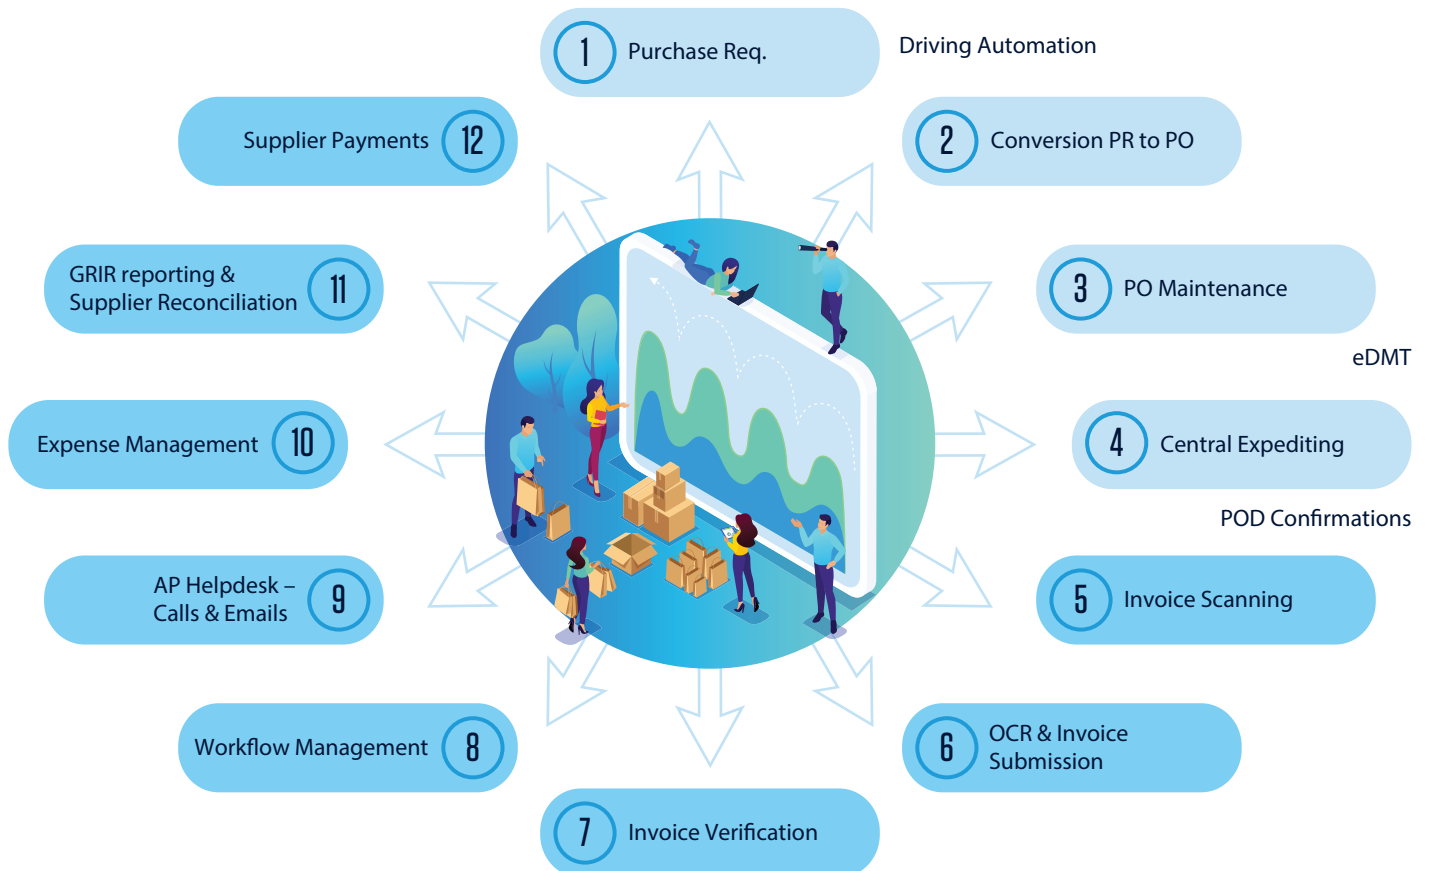 1 Purchase Req.
Driving Automation
2 Conversion PR to PO
3 PO Maintenance
eDMT
4 Central Expediting
POD Confirmations
5 Invoice Scanning
6 OCR & Invoice
Submission
7 Invoice Verification
8 Workflow Management
9 AP Helpdesk –
Calls & Emails
10 Expense Management
11 GRIR reporting &
Supplier Reconciliation
12 Supplier Payments